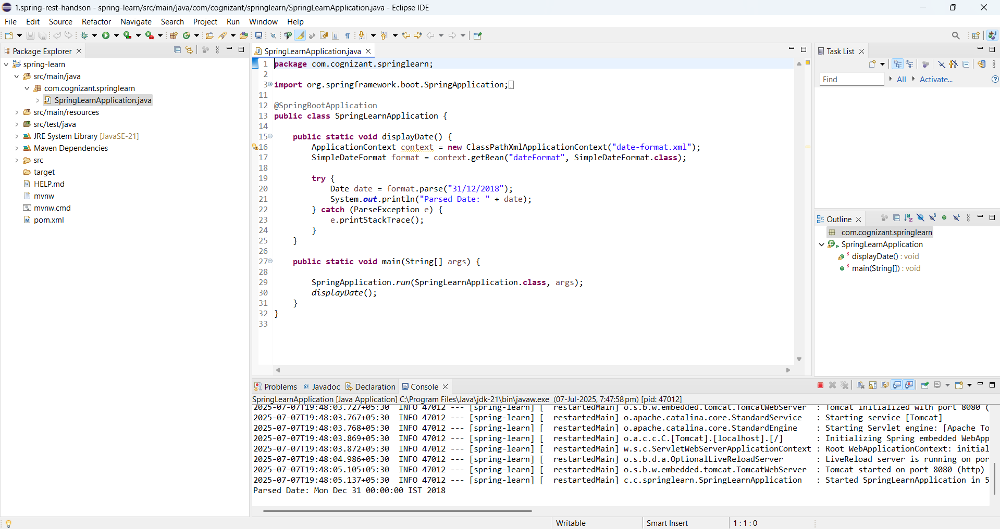 1.spring-rest-handson - spring-learn/src/main/java/com/cognizant/springlearn/SpringLearnApplication.java - Eclipse IDE
File Edit Source Refactor Navigate Search Project Run Window Help
Package Explorer
spring-learn
src/main/java
com.cognizant.springlearn
SpringLearnApplication.java
src/main/resources
src/test/java
JRE System Library [JavaSE-21]
Maven Dependencies
src
target
HELP.md
mvnw
mvnw.cmd
pom.xml
SpringLearnApplication.java
1 package com.cognizant.springlearn;
2
3 import org.springframework.boot.SpringApplication;
11
12 @SpringBootApplication
13 public class SpringLearnApplication {
14
15 public static void displayDate() {
16 ApplicationContext context = new ClassPathXmlApplicationContext("date-format.xml");
17 SimpleDateFormat format = context.getBean("dateFormat", SimpleDateFormat.class);
18
19 try {
20 Date date = format.parse("31/12/2018");
21 System.out.println("Parsed Date: " + date);
22 } catch (ParseException e) {
23 e.printStackTrace();
24 }
25 }
26
27 public static void main(String[] args) {
28
29 SpringApplication.run(SpringLearnApplication.class, args);
30 displayDate();
31 }
32 }
33
Task List
Find All Activate...
Outline
com.cognizant.springlearn
SpringLearnApplication
displayDate() : void
main(String[]) : void
Problems Javadoc Declaration Console
SpringLearnApplication [Java Application] C:\Program Files\Java\jdk-21\bin\javaw.exe (07-Jul-2025, 7:47:58 pm) [pid: 47012]
2025-07-07T19:48:03.727+05:30 INFO 47012 --- [spring-learn] [ restartedMain] o.s.b.w.embedded.tomcat.TomcatWebServer : Tomcat initialized with port 8080 (
2025-07-07T19:48:03.767+05:30 INFO 47012 --- [spring-learn] [ restartedMain] o.apache.catalina.core.StandardService : Starting service [Tomcat]
2025-07-07T19:48:03.768+05:30 INFO 47012 --- [spring-learn] [ restartedMain] o.apache.catalina.core.StandardEngine : Starting Servlet engine: [Apache To
2025-07-07T19:48:03.869+05:30 INFO 47012 --- [spring-learn] [ restartedMain] o.a.c.c.C.[Tomcat].[localhost].[/] : Initializing Spring embedded WebApp
2025-07-07T19:48:03.872+05:30 INFO 47012 --- [spring-learn] [ restartedMain] w.s.c.ServletWebServerApplicationContext : Root WebApplicationContext: initial
2025-07-07T19:48:04.986+05:30 INFO 47012 --- [spring-learn] [ restartedMain] o.s.b.d.a.OptionalLiveReloadServer : LiveReload server is running on por
2025-07-07T19:48:05.105+05:30 INFO 47012 --- [spring-learn] [ restartedMain] o.s.b.w.embedded.tomcat.TomcatWebServer : Tomcat started on port 8080 (http)
2025-07-07T19:48:05.137+05:30 INFO 47012 --- [spring-learn] [ restartedMain] c.c.springlearn.SpringLearnApplication : Started SpringLearnApplication in 5
Parsed Date: Mon Dec 31 00:00:00 IST 2018
Writable Smart Insert 1 : 1 : 0